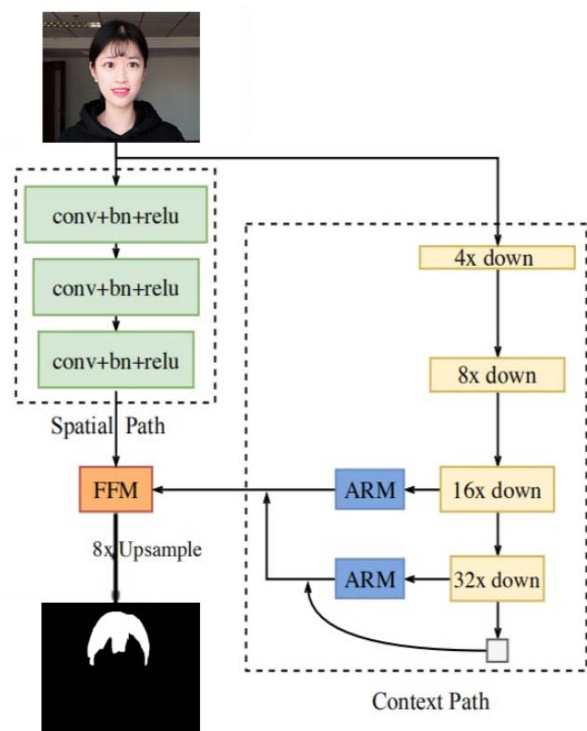 conv+bn+relu
conv+bn+relu
conv+bn+relu
Spatial Path
4x down
8x down
16x down
32x down
ARM
ARM
FFM
8x Upsample
Context Path